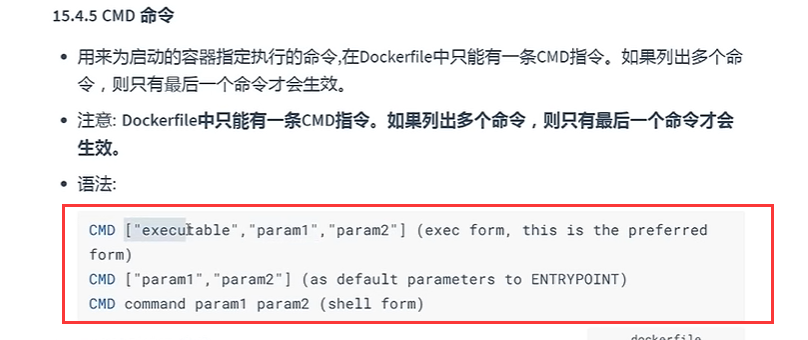 15.4.5 CMD 命令
• 用来为启动的容器指定执行的命令,在Dockerfile中只能有一条CMD指令。如果列出多个命
令，则只有最后一个命令才会生效。
• 注意: Dockerfile中只能有一条CMD指令。如果列出多个命令，则只有最后一个命令才会
生效。
• 语法:
CMD ["executable","param1","param2"] (exec form, this is the preferred
form)
CMD ["param1","param2"] (as default parameters to ENTRYPOINT)
CMD command param1 param2 (shell form)
dockerfile